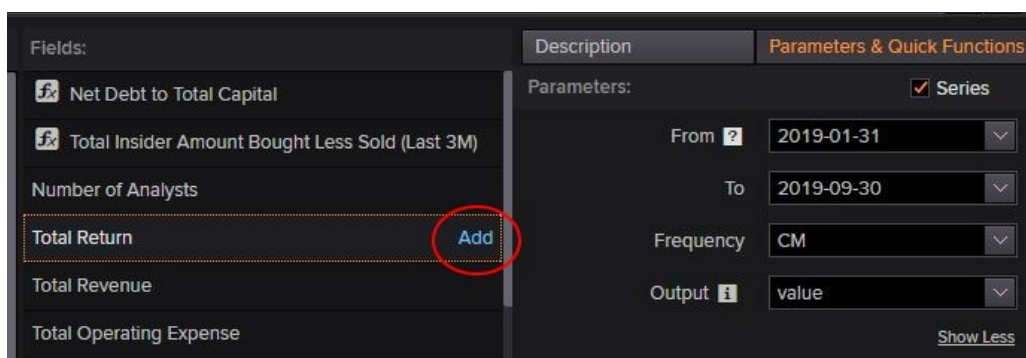 Fields:
fx Net Debt to Total Capital
fx Total Insider Amount Bought Less Sold (Last 3M)
Number of Analysts
Total Return Add
Total Revenue
Total Operating Expense
Description Parameters & Quick Functions
Parameters: Series
From ? 2019-01-31
To 2019-09-30
Frequency CM
Output i value
Show Less